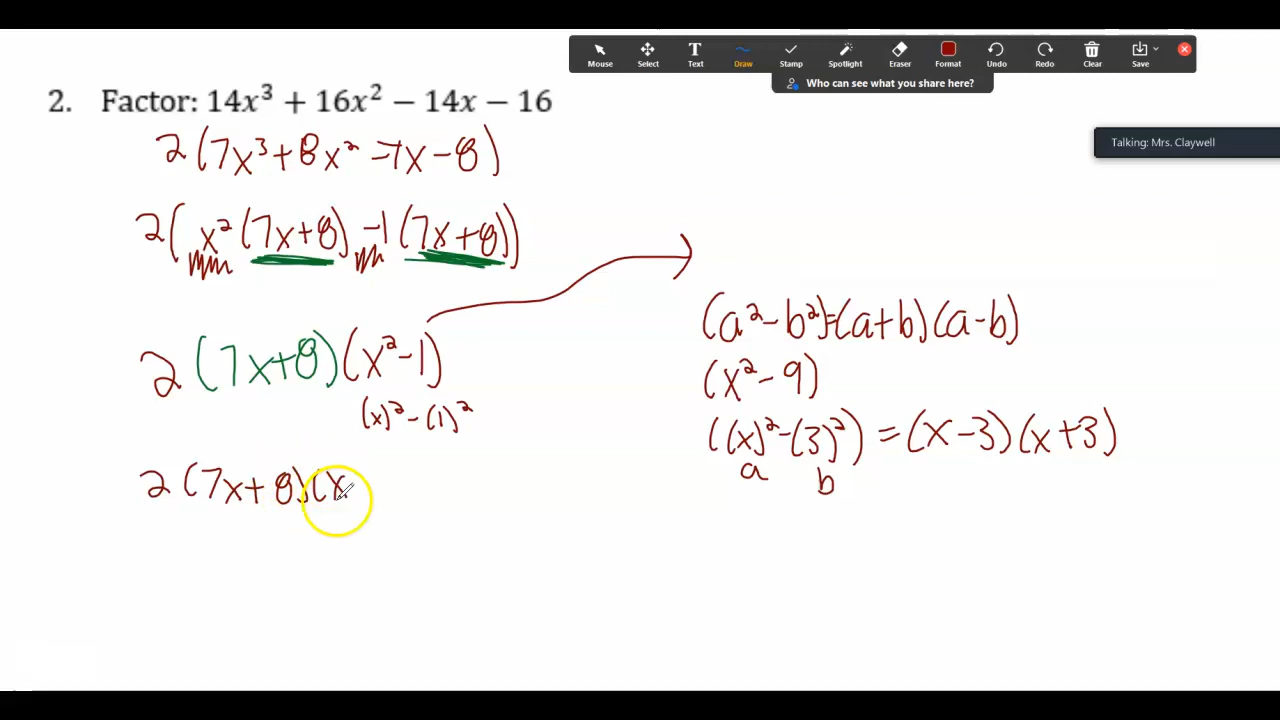 Mouse Select Text Draw Stamp Spotlight Eraser Format Undo Redo Clear Save
Who can see what you share here?
2. Factor: 14x³ + 16x² − 14x − 16
Talking: Mrs. Claywell
2(7x³+8x²−7x−8)
2(x²(7x+8)−1(7x+8))
(a²−b²)=(a+b)(a−b)
2(7x+8)(x²−1)
(x²−9)
(x)²−(1)²
((x)²−(3)²)=(x−3)(x+3)
a b
2(7x+8)(x